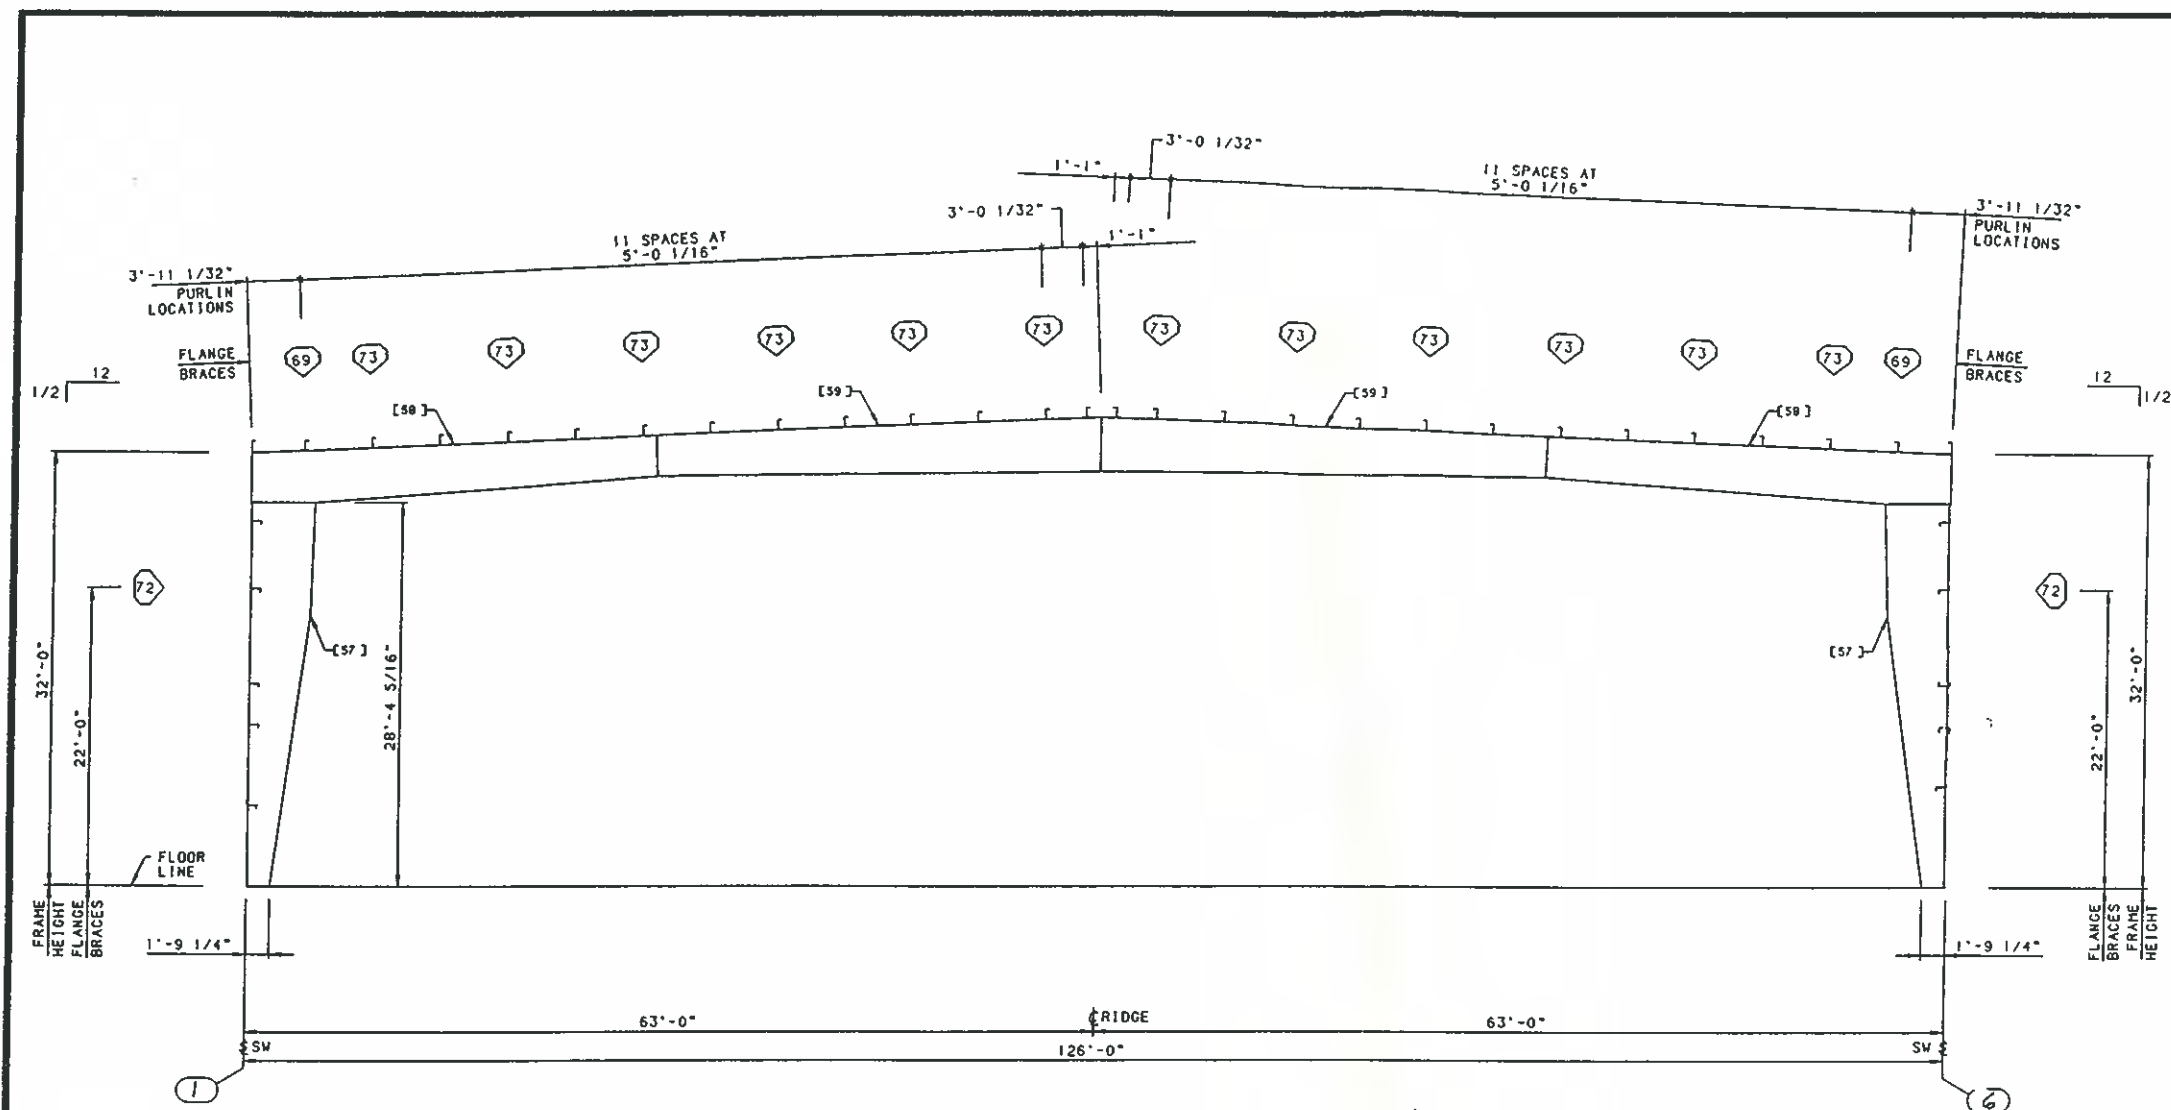 3'-0 1/32"
1'-1"
11 SPACES AT
5'-0 1/16"
3'-11 1/32"
PURLIN
LOCATIONS
3'-0 1/32"
1'-1"
11 SPACES AT
5'-0 1/16"
3'-11 1/32"
PURLIN
LOCATIONS
FLANGE
BRACES
69 73 73 73 73 73 73 73 73 73 73 73 73 69
FLANGE
BRACES
12
1/2
12
1/2
[58]
[59]
[59]
[58]
72
72
[57]
[57]
32'-0"
22'-0"
28'-4 5/16"
22'-0"
32'-0"
FLOOR
LINE
FRAME
HEIGHT
FLANGE
BRACES
FLANGE
BRACES
FRAME
HEIGHT
1'-9 1/4"
1'-9 1/4"
63'-0"
℄ RIDGE
63'-0"
℄ SW
126'-0"
SW ℄
1
6